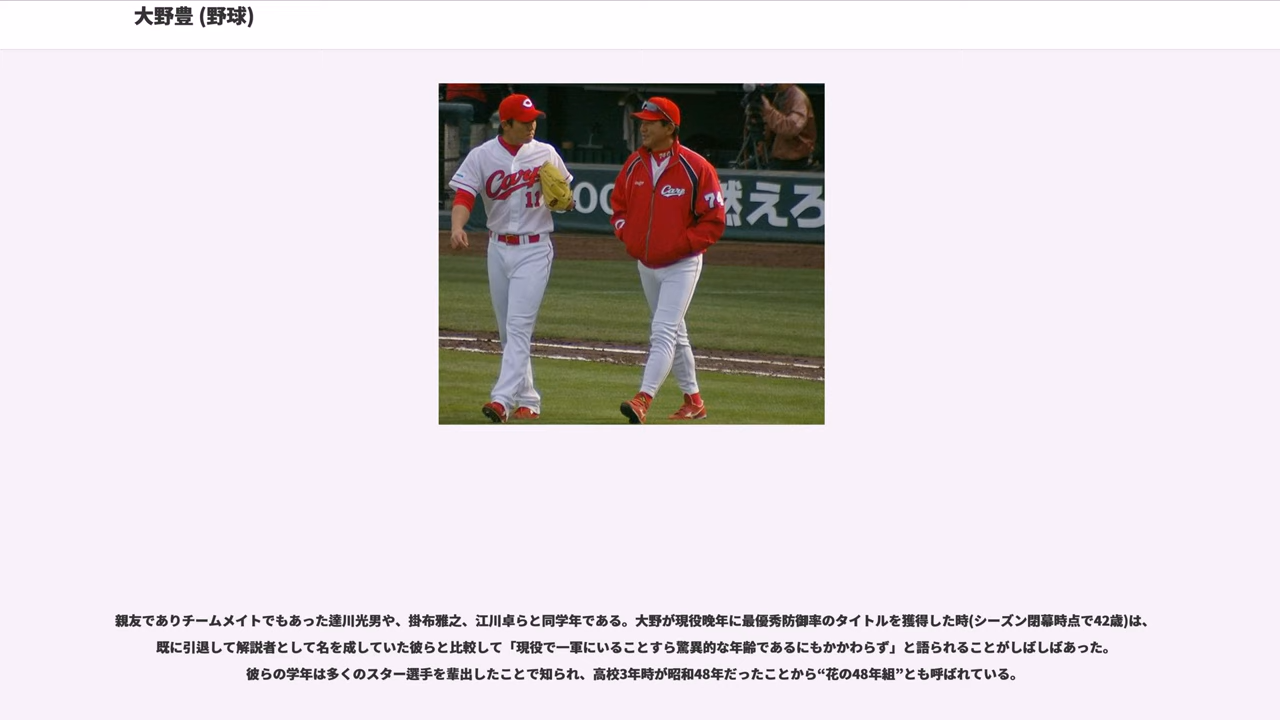 大野豊 (野球)
Carp
11
Carp
74
燃えろ
親友でありチームメイトでもあった達川光男や、掛布雅之、江川卓らと同学年である。大野が現役晩年に最優秀防御率のタイトルを獲得した時(シーズン閉幕時点で42歳)は、
既に引退して解説者として名を成していた彼らと比較して「現役で一軍にいることすら驚異的な年齢であるにもかかわらず」と語られることがしばしばあった。
彼らの学年は多くのスター選手を輩出したことで知られ、高校3年時が昭和48年だったことから“花の48年組”とも呼ばれている。